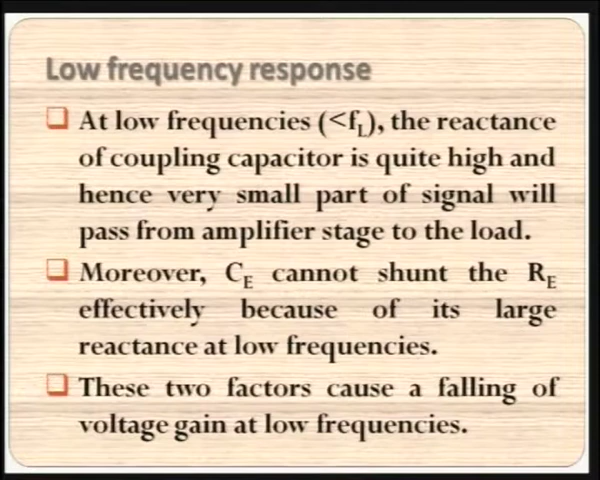 Low frequency response
At low frequencies (<fL), the reactance
of coupling capacitor is quite high and
hence very small part of signal will
pass from amplifier stage to the load.
Moreover, CE cannot shunt the RE
effectively because of its large
reactance at low frequencies.
These two factors cause a falling of
voltage gain at low frequencies.